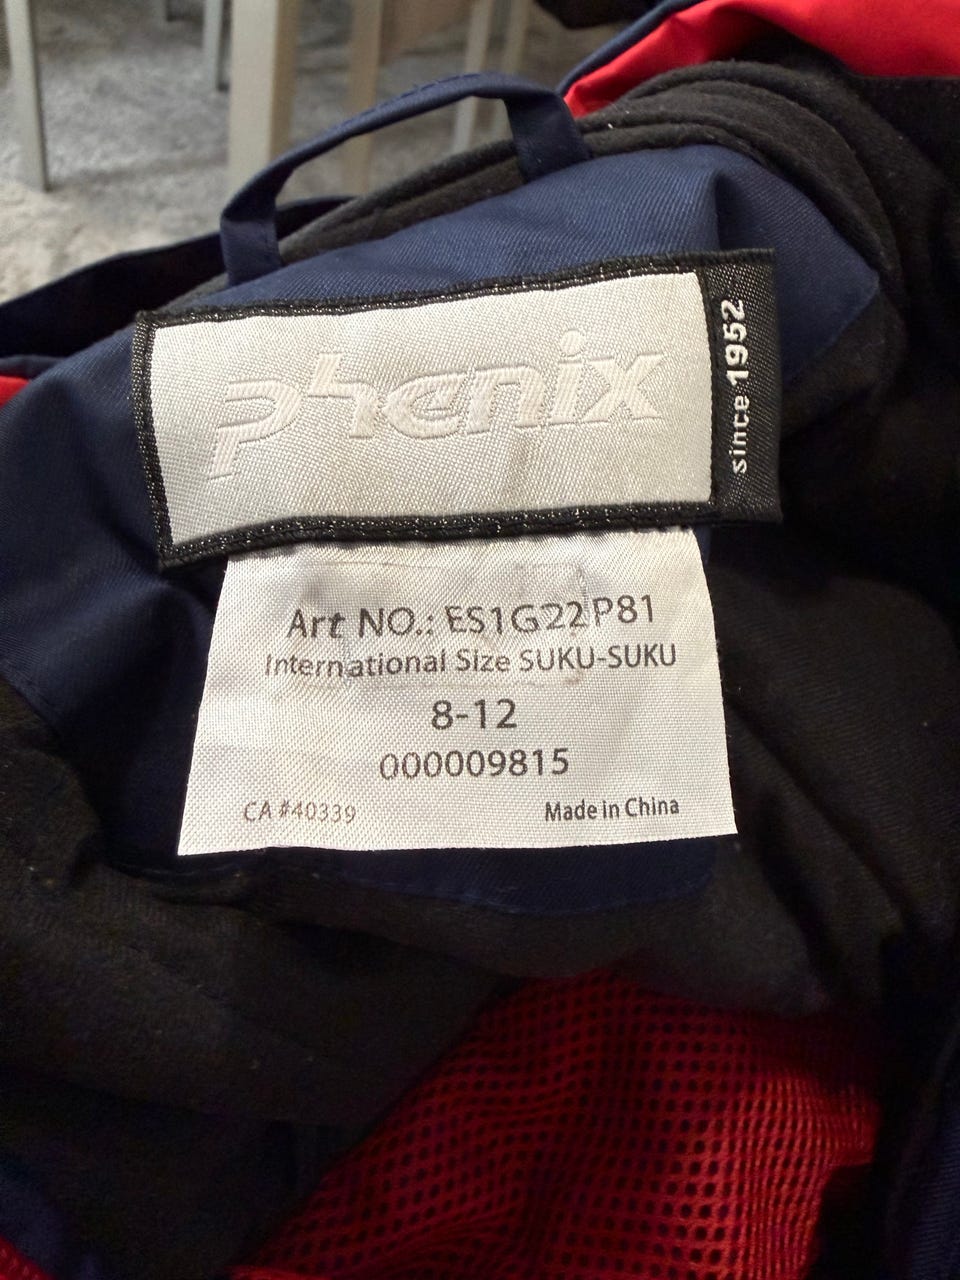 phenix
since 1952
Art NO.: ES1G22P81
International Size SUKU-SUKU
8-12
000009815
CA #40339
Made in China